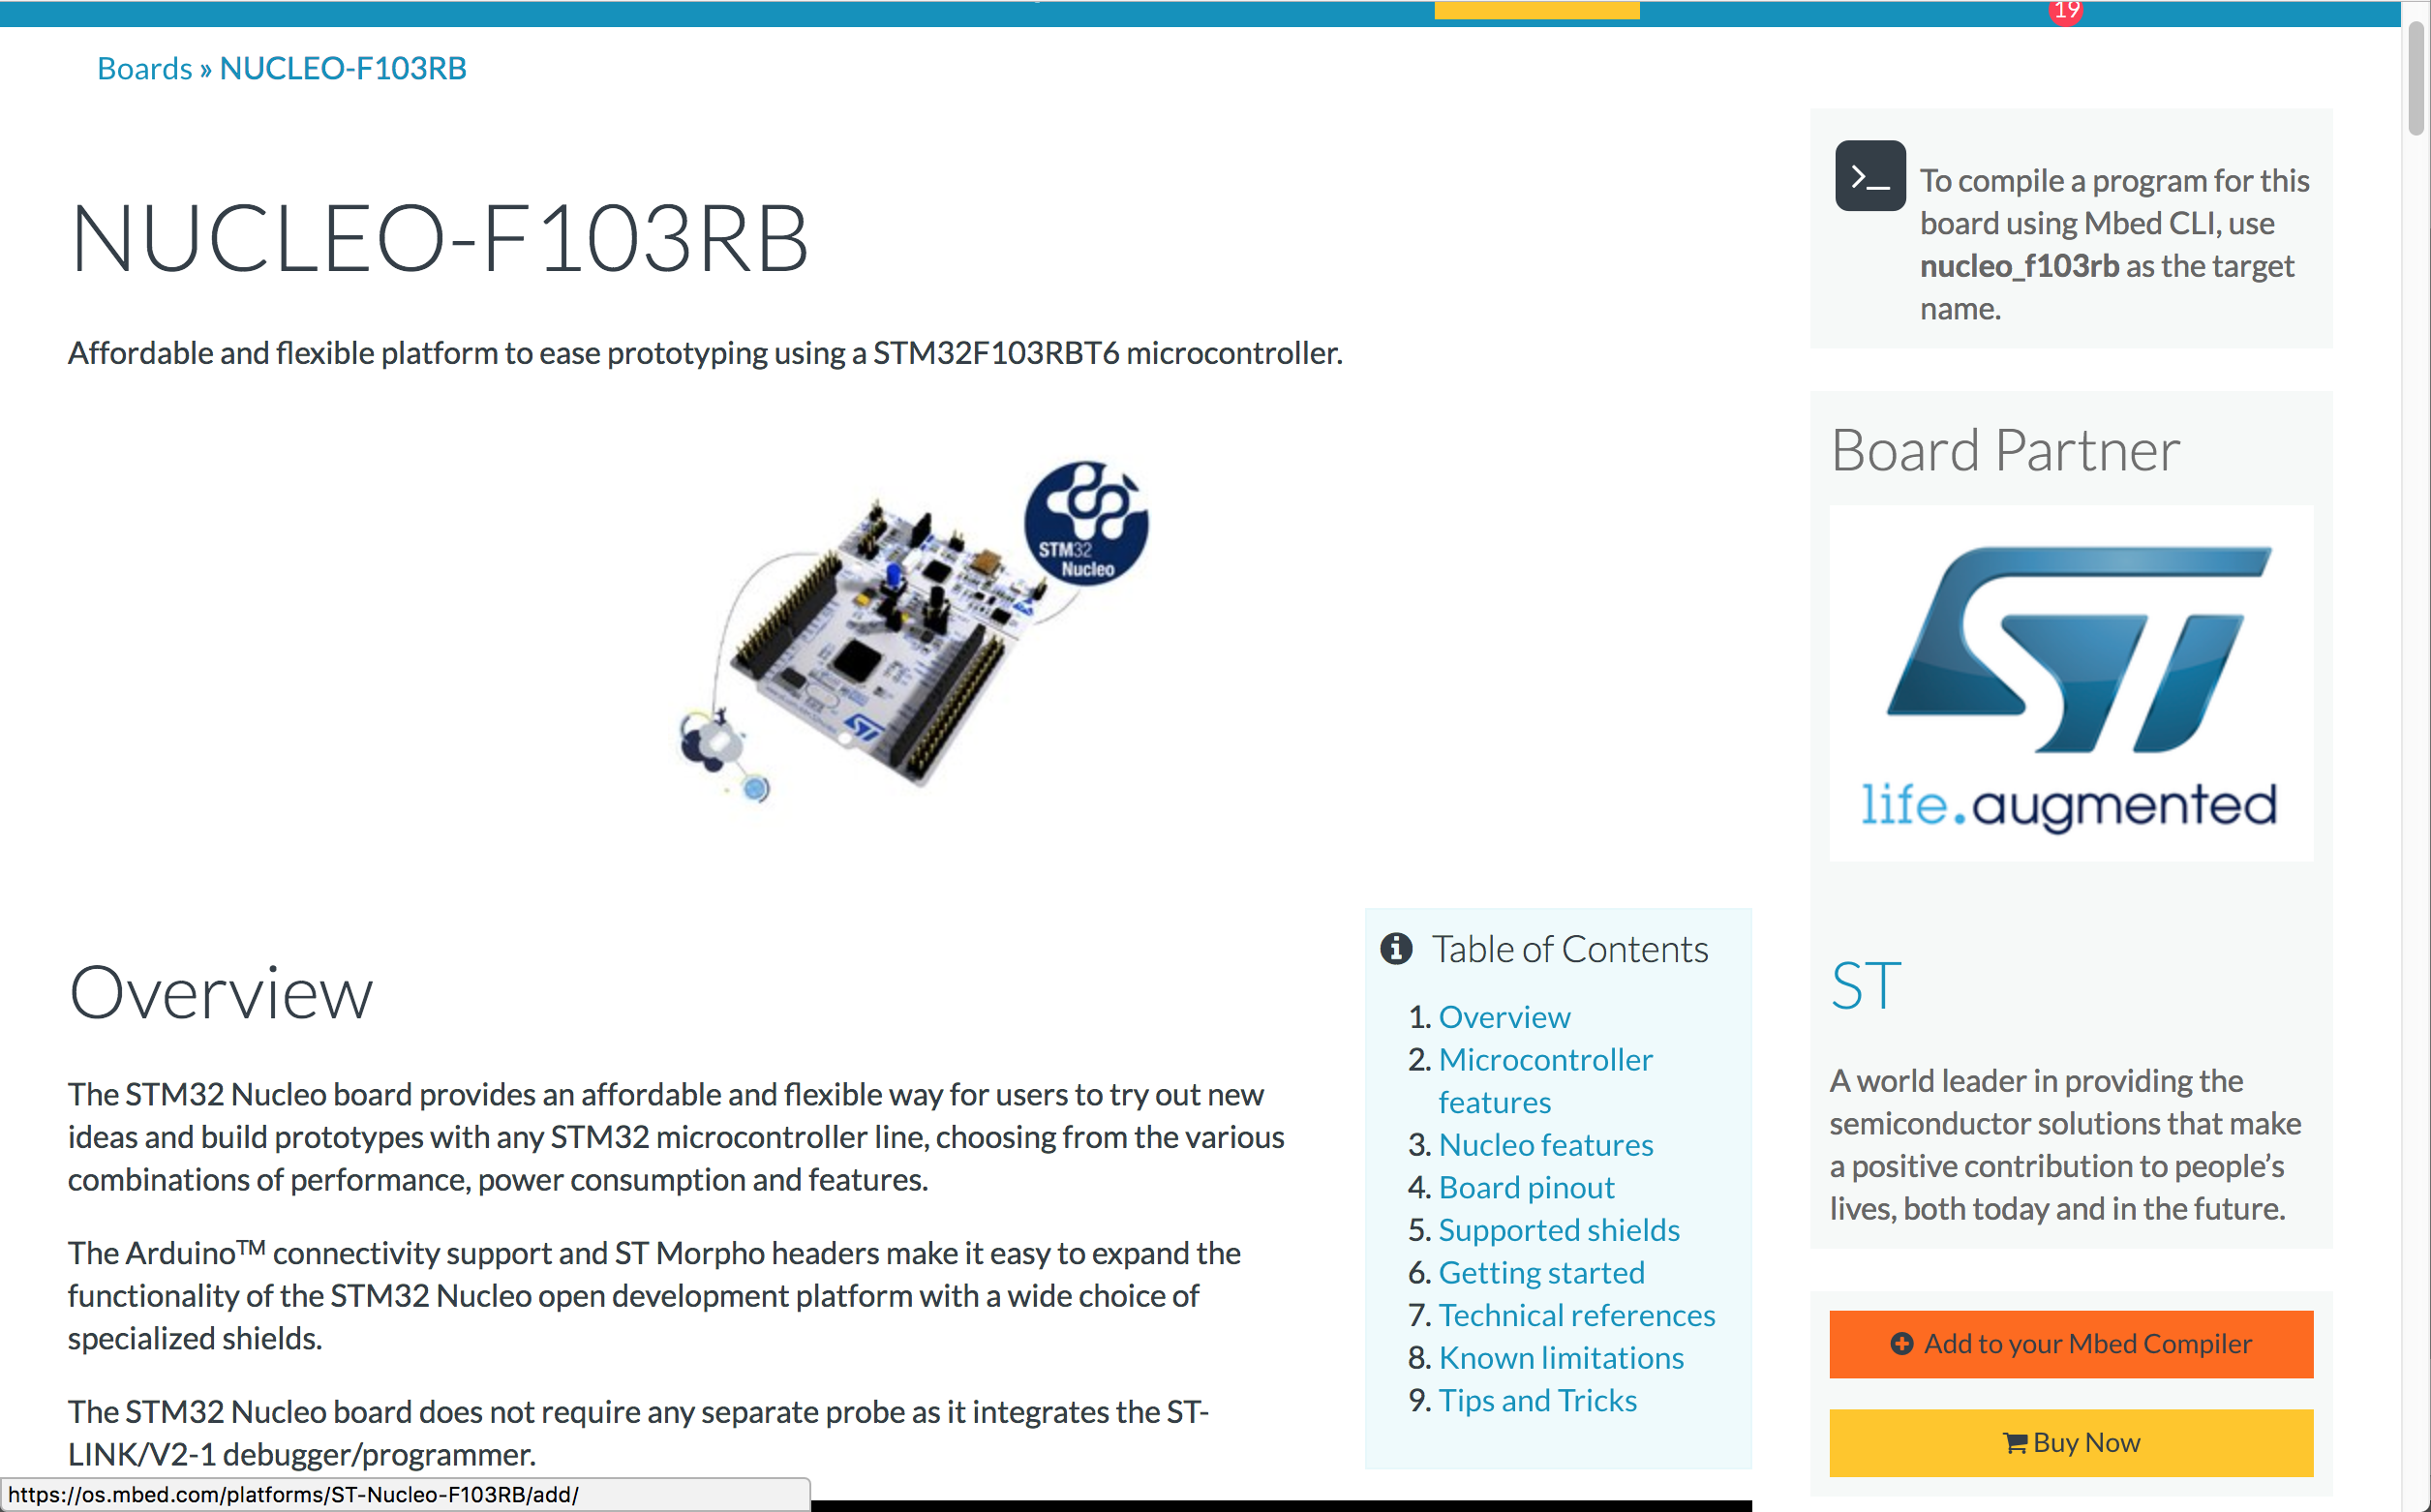 19
Boards » NUCLEO-F103RB
NUCLEO-F103RB
Affordable and flexible platform to ease prototyping using a STM32F103RBT6 microcontroller.
STM32
Nucleo
ST
Overview
The STM32 Nucleo board provides an affordable and flexible way for users to try out new
ideas and build prototypes with any STM32 microcontroller line, choosing from the various
combinations of performance, power consumption and features.
The Arduino™ connectivity support and ST Morpho headers make it easy to expand the
functionality of the STM32 Nucleo open development platform with a wide choice of
specialized shields.
The STM32 Nucleo board does not require any separate probe as it integrates the ST-
LINK/V2-1 debugger/programmer.
Table of Contents
1. Overview
2. Microcontroller
features
3. Nucleo features
4. Board pinout
5. Supported shields
6. Getting started
7. Technical references
8. Known limitations
9. Tips and Tricks
>_
To compile a program for this
board using Mbed CLI, use
nucleo_f103rb as the target
name.
Board Partner
ST
life.augmented
ST
A world leader in providing the
semiconductor solutions that make
a positive contribution to people’s
lives, both today and in the future.
Add to your Mbed Compiler
Buy Now
https://os.mbed.com/platforms/ST-Nucleo-F103RB/add/